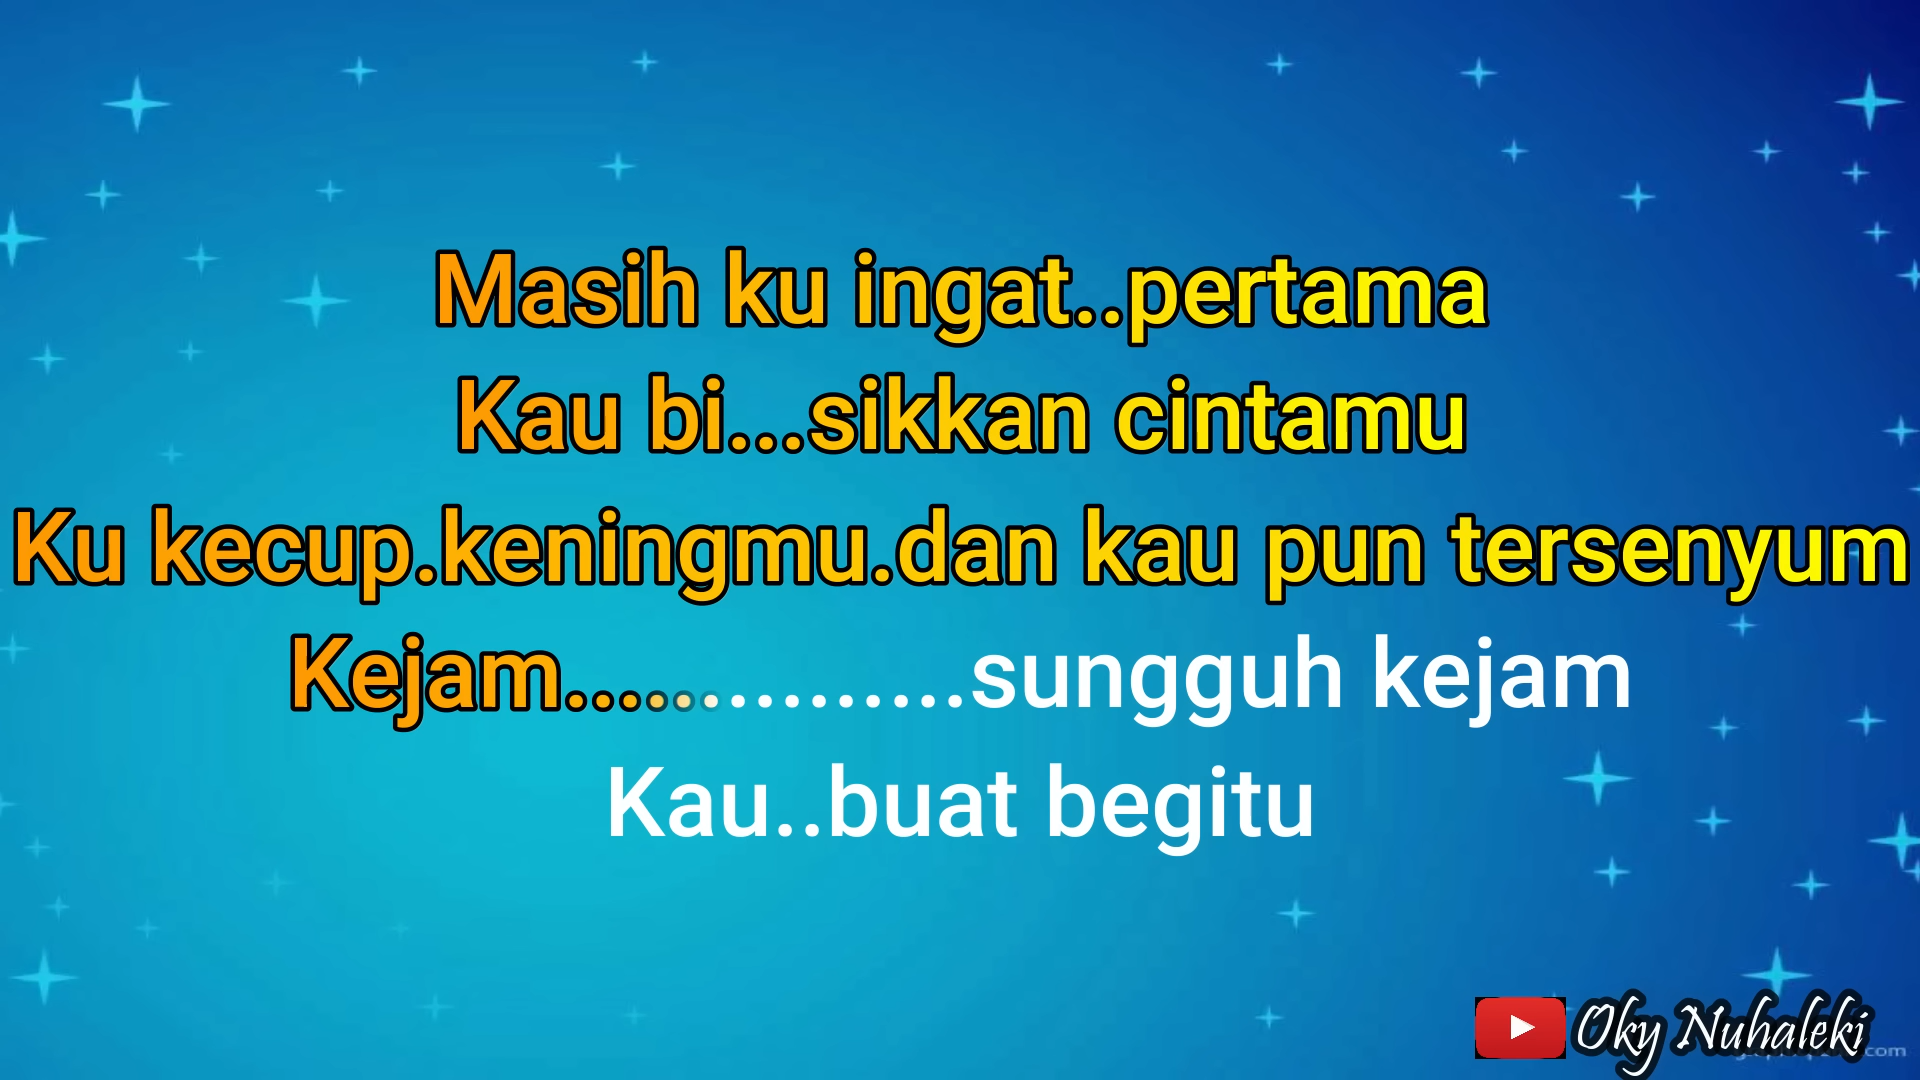 Masih ku ingat..pertama
Kau bi...sikkan cintamu
Ku kecup.keningmu.dan kau pun tersenyum
Kejam...............sungguh kejam
Kau..buat begitu
Oky Nuhaleki